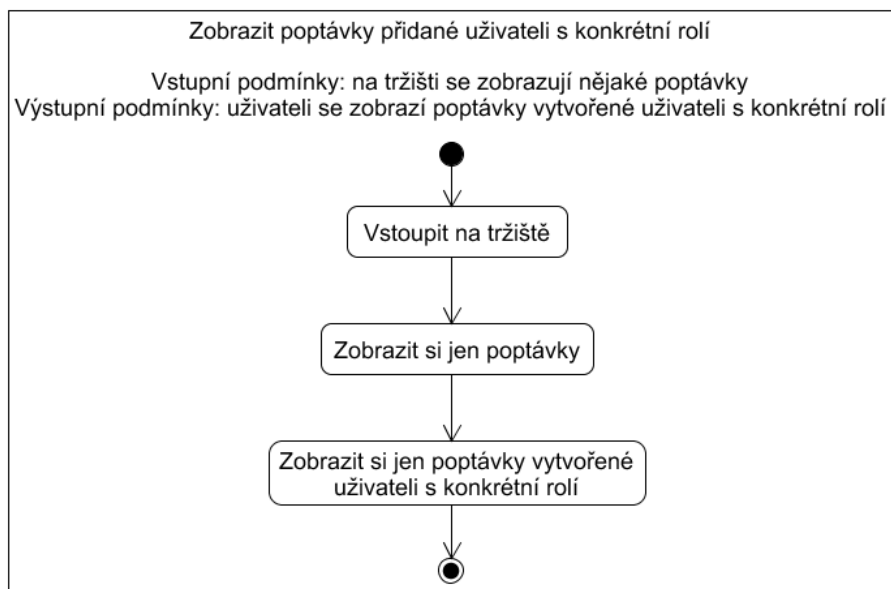 Zobrazit poptávky přidané uživateli s konkrétní rolí
Vstupní podmínky: na tržišti se zobrazují nějaké poptávky
Výstupní podmínky: uživateli se zobrazí poptávky vytvořené uživateli s konkrétní rolí
Vstoupit na tržiště
Zobrazit si jen poptávky
Zobrazit si jen poptávky vytvořené
uživateli s konkrétní rolí